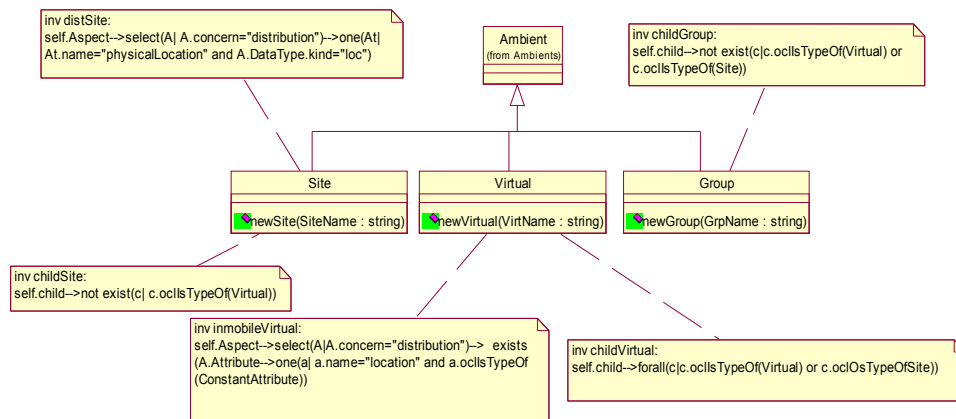 inv distSite:
self.Aspect-->select(A| A.concern="distribution")-->one(At|
At.name="physicalLocation" and A.DataType.kind="loc")
Ambient
(from Ambients)
inv childGroup:
self.child-->not exist(c|c.oclIsTypeOf(Virtual) or
c.oclIsTypeOf(Site))
Site
newSite(SiteName : string)
Virtual
newVirtual(VirtName : string)
Group
newGroup(GrpName : string)
inv childSite:
self.child-->not exist(c| c.oclIsTypeOf(Virtual))
inv inmobileVirtual:
self.Aspect-->select(A|A.concern="distribution")--> exists
(A.Attribute-->one(a| a.name="location" and a.oclIsTypeOf
(ConstantAttribute))
inv childVirtual:
self.child-->forall(c|c.oclIsTypeOf(Virtual) or c.oclOsTypeOfSite))